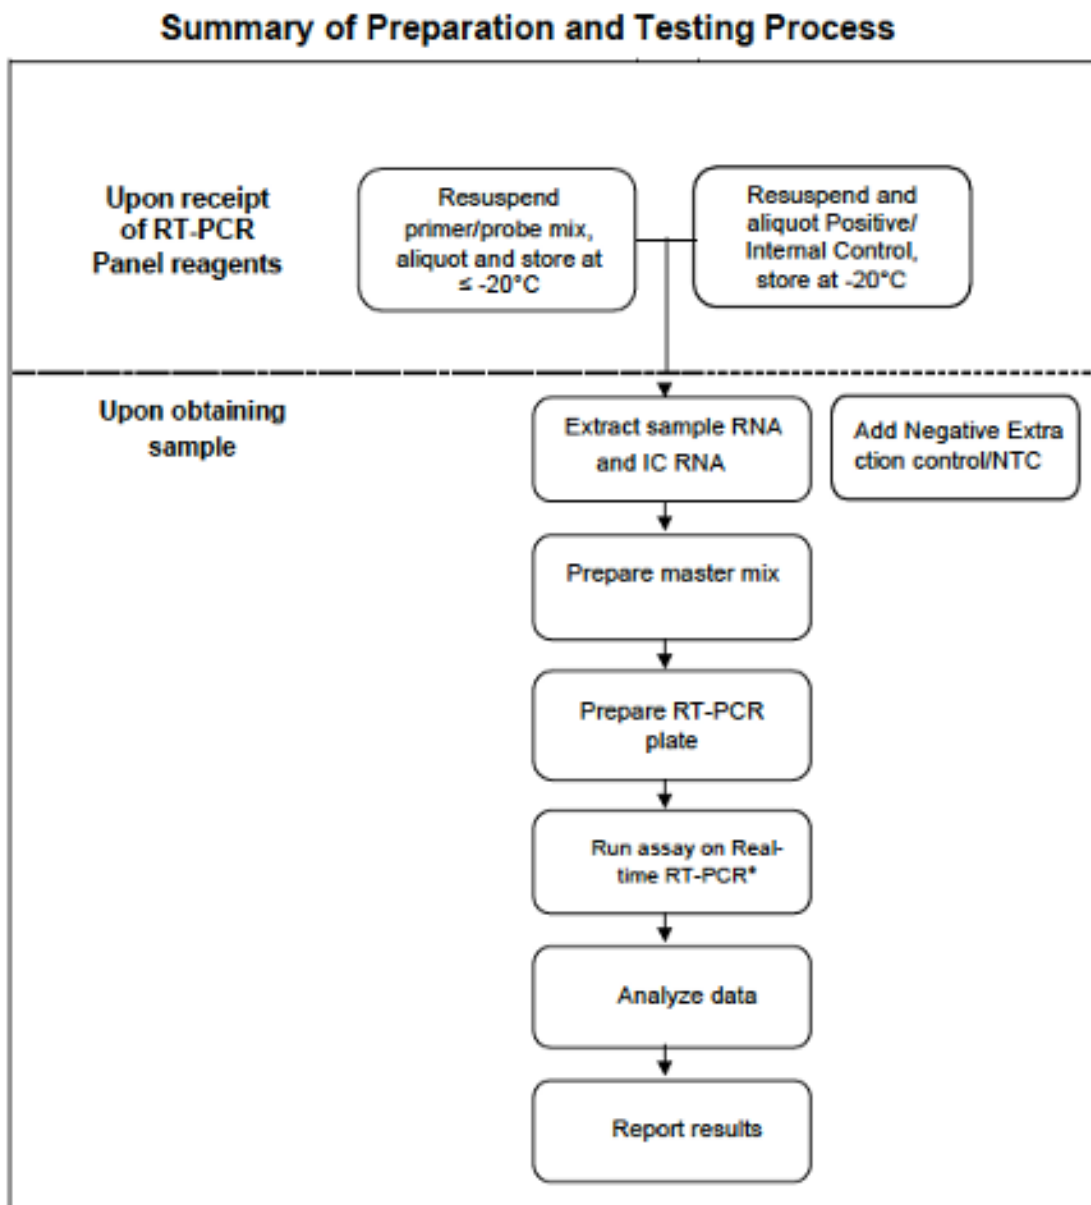 Summary of Preparation and Testing Process
Upon receipt
of RT-PCR
Panel reagents
Resuspend
primer/probe mix,
aliquot and store at
≤ -20°C
Resuspend and
aliquot Positive/
Internal Control,
store at -20°C
Upon obtaining
sample
Extract sample RNA
and IC RNA
Add Negative Extra
ction control/NTC
Prepare master mix
Prepare RT-PCR
plate
Run assay on Real-
time RT-PCR*
Analyze data
Report results